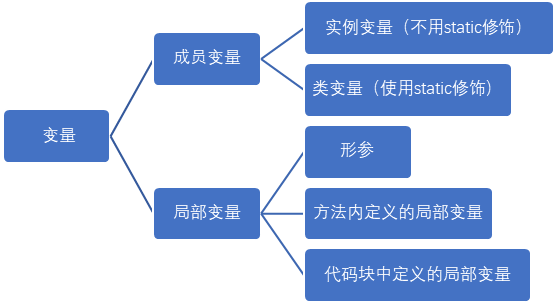 变量
成员变量
实例变量（不用static修饰）
类变量（使用static修饰）
局部变量
形参
方法内定义的局部变量
代码块中定义的局部变量